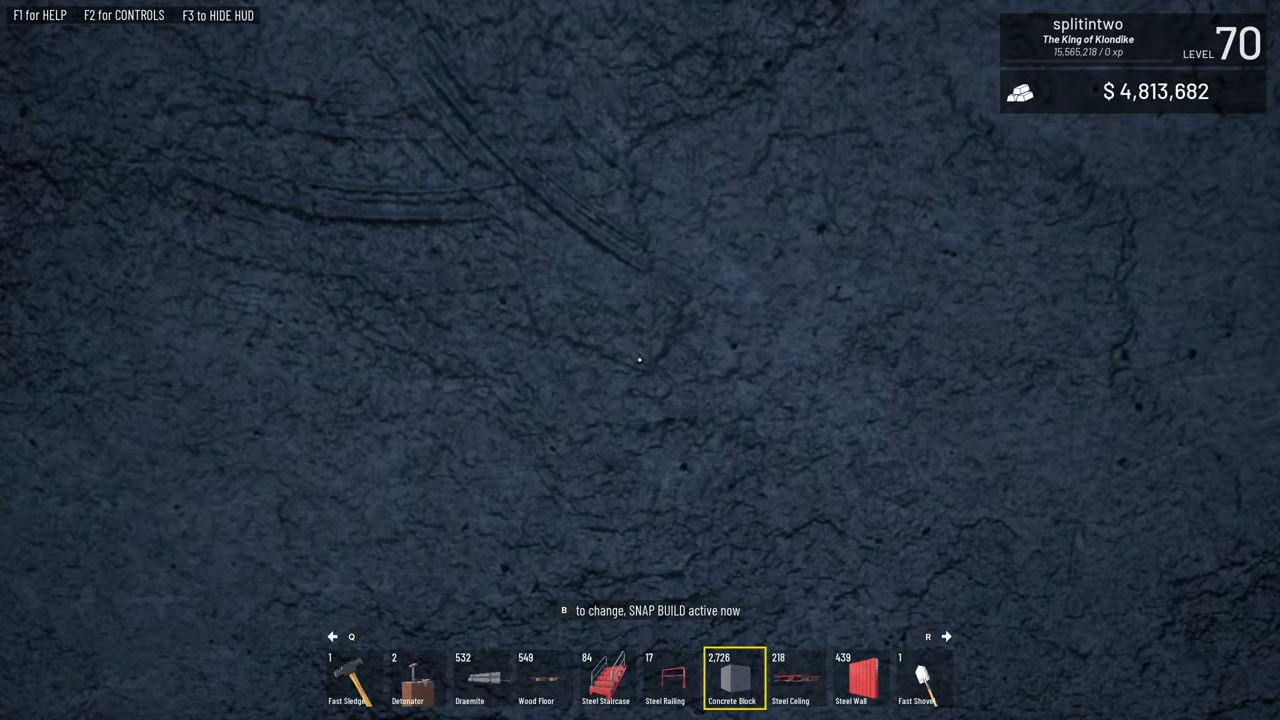 F1 for HELP F2 for CONTROLS F3 to HIDE HUD
splitintwo
The King of Klondike
15,565,218 / 0 xp
LEVEL 70
$ 4,813,682
B to change, SNAP BUILD active now
Q R
1 2 532 549 84 17 2,726 218 439 1
Fast Sledge Detonator Draemite Wood Floor Steel Staircase Steel Railing Concrete Block Steel Celing Steel Wall Fast Shovel